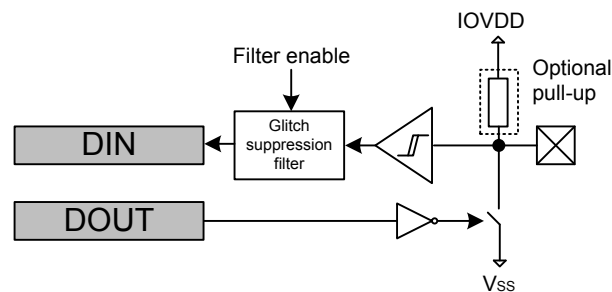 IOVDD
Filter enable
Optional
pull-up
Glitch
suppression
filter
DIN
DOUT
Vss